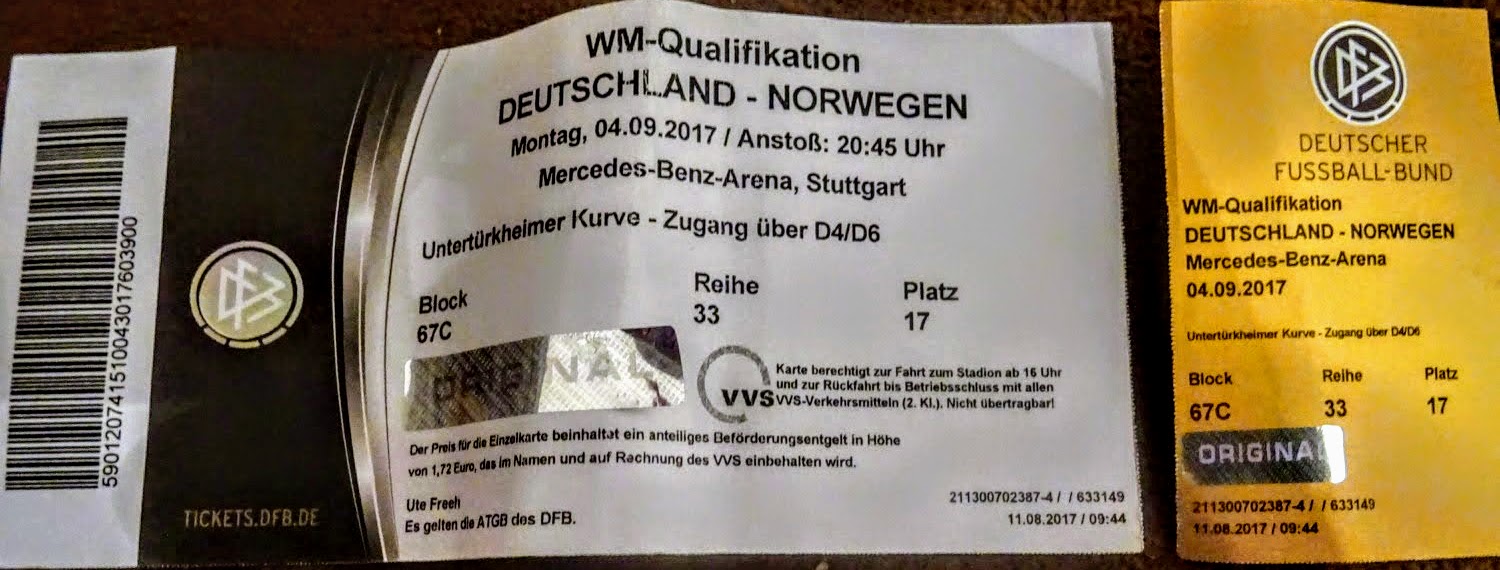 5901207415100430176039​00
DFB
TICKETS.DFB.DE
WM-Qualifikation
DEUTSCHLAND - NORWEGEN
Montag, 04.09.2017 / Anstoß: 20:45 Uhr
Mercedes-Benz-Arena, Stuttgart
Untertürkheimer Kurve - Zugang über D4/D6
Block Reihe Platz
67C 33 17
ORIGINAL
VVS
Karte berechtigt zur Fahrt zum Stadion ab 16 Uhr
und zur Rückfahrt bis Betriebsschluss mit allen
VVS-Verkehrsmitteln (2. Kl.). Nicht übertragbar!
Der Preis für die Einzelkarte beinhaltet ein anteiliges Beförderungsentgelt in Höhe
von 1,72 Euro, das im Namen und auf Rechnung des VVS einbehalten wird.
Ute Freeh
Es gelten die ATGB des DFB.
211300702387-4 / / 633149
11.08.2017 / 09:44
DFB
DEUTSCHER
FUSSBALL-BUND
WM-Qualifikation
DEUTSCHLAND - NORWEGEN
Mercedes-Benz-Arena
04.09.2017
Untertürkheimer Kurve - Zugang über D4/D6
Block Reihe Platz
67C 33 17
ORIGINAL
211300702387-4 / / 633149
11.08.2017 / 09:44